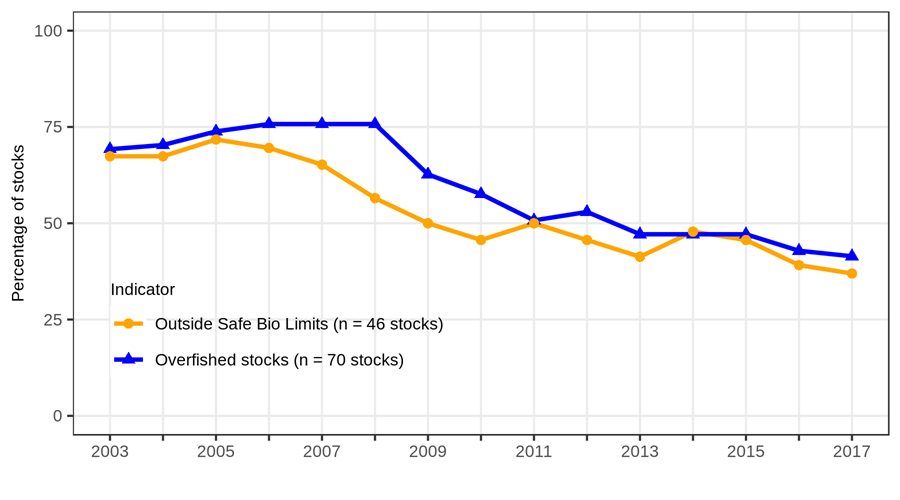 100
75
50
25
0
Percentage of stocks
Indicator
Outside Safe Bio Limits (n = 46 stocks)
Overfished stocks (n = 70 stocks)
2003 2005 2007 2009 2011 2013 2015 2017